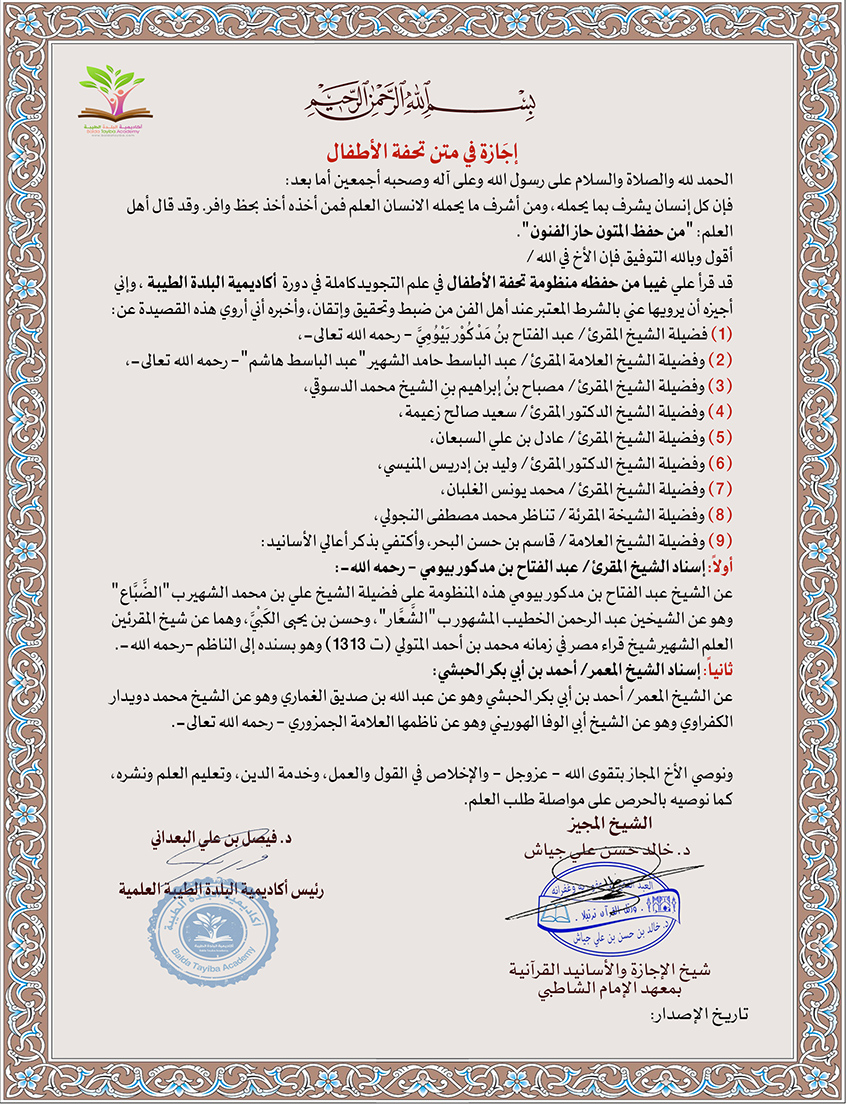 بِسْمِ اللهِ الرَّحْمٰنِ الرَّحِيْمِ
أكاديمية البلدة الطيبة
Balda Tayiba Academy
إجَازة في متن تحفة الأطفال
الحمد لله والصلاة والسلام على رسول الله وعلى آله وصحبه أجمعين أما بعد:
فإن كل إنسان يشرف بما يحمله، ومن أشرف ما يحمله الانسان العلم فمن أخذه أخذ بحظ وافر. وقد قال أهل
العلم: "من حفظ المتون حاز الفنون".
أقول وبالله التوفيق فإن الأخ في الله /
قد قرأ علي غيبا من حفظه منظومة تحفة الأطفال في علم التجويد كاملة في دورة أكاديمية البلدة الطيبة ، وإني
أجيزه أن يرويها عني بالشرط المعتبر عند أهل الفن من ضبط وتحقيق وإتقان، وأخبره أني أروي هذه القصيدة عن:
(1) فضيلة الشيخ المقرئ/ عبد الفتاح بنُ مَدْكُوْر بَيُوْمِيَّ - رحمه الله تعالى-،
(2) وفضيلة الشيخ العلامة المقرئ/ عبد الباسط حامد الشهير "عبد الباسط هاشم" - رحمه الله تعالى-،
(3) وفضيلة الشيخ المقرئ/ مصباح بنُ إبراهيم بنِ الشيخ محمد الدسوقي،
(4) وفضيلة الشيخ الدكتور المقرئ/ سعيد صالح زعيمة،
(5) وفضيلة الشيخ المقرئ/ عادل بن علي السبعان،
(6) وفضيلة الشيخ الدكتور المقرئ/ وليد بن إدريس المنيسي،
(7) وفضيلة الشيخ المقرئ/ محمد يونس الغلبان،
(8) وفضيلة الشيخة المقرئة/ تناظر محمد مصطفى النجولي،
(9) وفضيلة الشيخ العلامة/ قاسم بن حسن البحر، وأكتفي بذكر أعالي الأسانيد:
أولاً: إسناد الشيخ المقرئ/ عبد الفتاح بن مدكور بيومي - رحمه الله-:
عن الشيخ عبد الفتاح بن مدكور بيومي هذه المنظومة على فضيلة الشيخ علي بن محمد الشهير ب "الضَّبَّاع"
وهو عن الشيخين عبد الرحمن الخطيب المشهور ب "الشَّعَّار"، وحسن بن يحيى الكَتْبِيَّ، وهما عن شيخ المقرئين
العلم الشهير شيخ قراء مصر في زمانه محمد بن أحمد المتولي (ت 1313) وهو بسنده إلى الناظم -رحمه الله-.
ثانياً: إسناد الشيخ المعمر/ أحمد بن أبي بكر الحبشي:
عن الشيخ المعمر/ أحمد بن أبي بكر الحبشي وهو عن عبد الله بن صديق الغماري وهو عن الشيخ محمد دويدار
الكفراوي وهو عن الشيخ أبي الوفا الهوريني وهو عن ناظمها العلامة الجمزوري - رحمه الله تعالى-.
ونوصي الأخ المجاز بتقوى الله - عزوجل - والإخلاص في القول والعمل، وخدمة الدين، وتعليم العلم ونشره،
كما نوصيه بالحرص على مواصلة طلب العلم.
الشيخ المجيز
د. خالد حسن علي جياش
ورتل القرآن ترتيلا
د. خالد بن حسن بن علي جياش
شيخ الإجازة والأسانيد القرآنية
بمعهد الإمام الشاطبي
د. فيصل بن علي البعداني
رئيس أكاديمية البلدة الطيبة العلمية
أكاديمية البلدة الطيبة
Balda Tayiba Academy
تاريخ الإصدار: